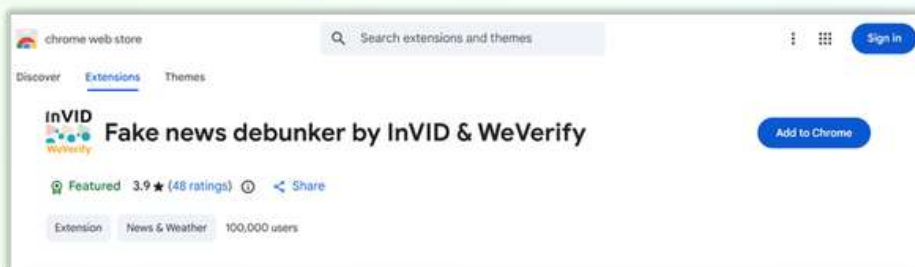 chrome web store
Search extensions and themes
Sign in
Discover Extensions Themes
InVID
WeVerify
Fake news debunker by InVID & WeVerify
Add to Chrome
Featured 3.9 ★ (48 ratings) Share
Extension News & Weather 100,000 users